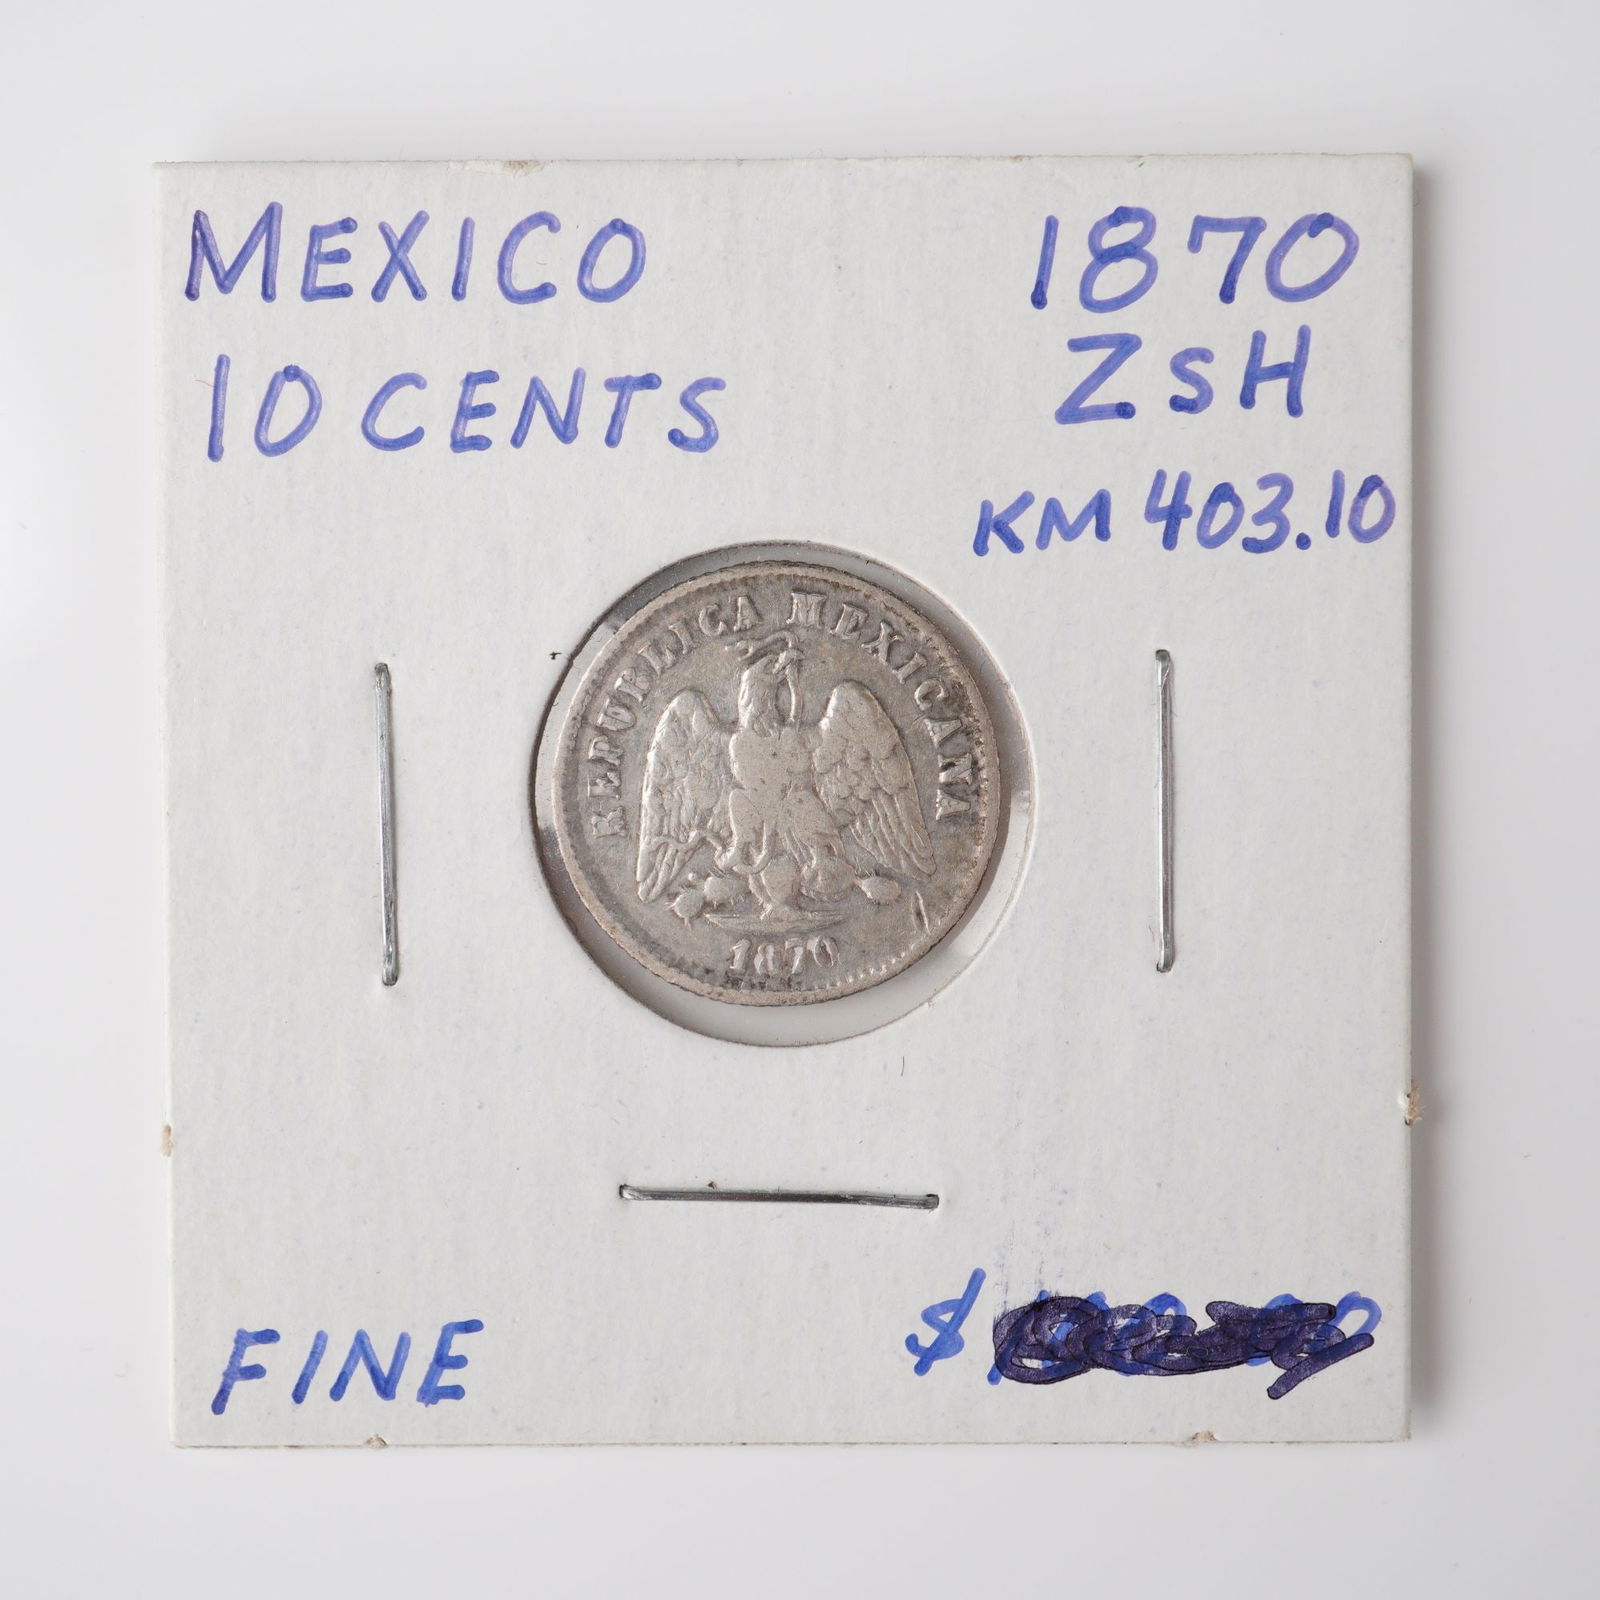 MEXICO
10 CENTS
1870
ZsH
KM 403.10
REPUBLICA MEXICANA
1870
FINE
$